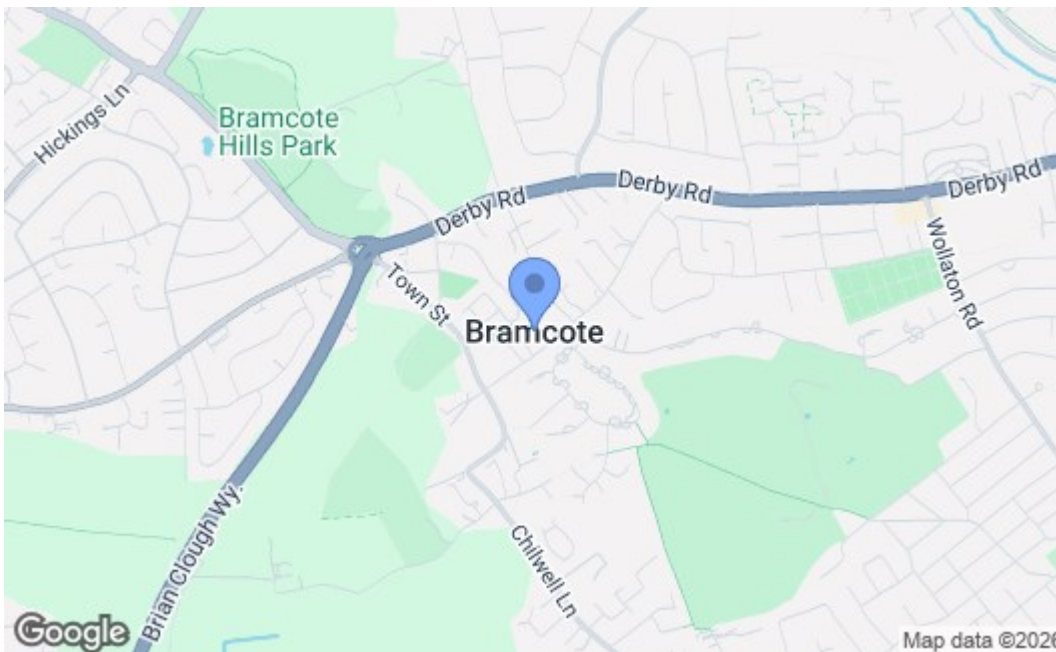 Hickings Ln
Bramcote
Hills Park
Derby Rd
Derby Rd
Derby Rd
Wollaton Rd
Town St
Bramcote
Brian Clough Wy.
Chilwell Ln
Google
Map data ©2026